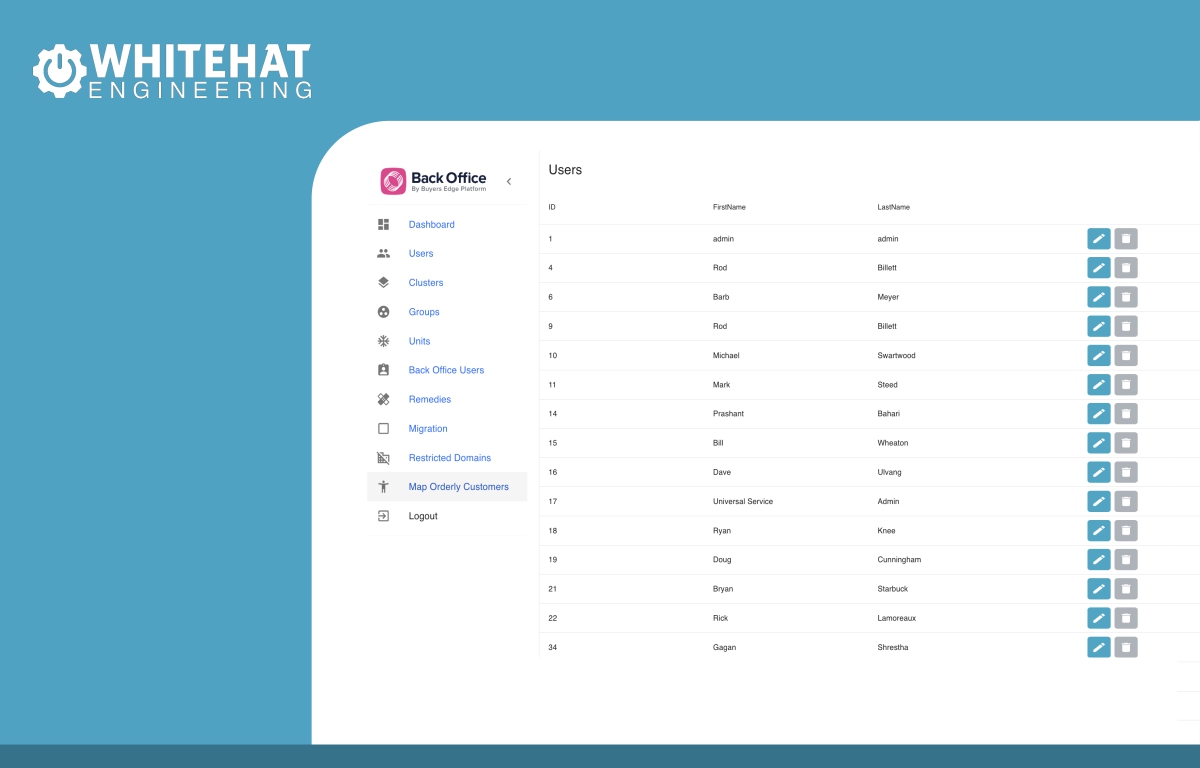 WHITEHAT
ENGINEERING
Back Office
By Buyers Edge Platform
Dashboard
Users
Clusters
Groups
Units
Back Office Users
Remedies
Migration
Restricted Domains
Map Orderly Customers
Logout
Users
ID FirstName LastName
1 admin admin
4 Rod Billett
6 Barb Meyer
9 Rod Billett
10 Michael Swartwood
11 Mark Steed
14 Prashant Bahari
15 Bill Wheaton
16 Dave Ulvang
17 Universal Service Admin
18 Ryan Knee
19 Doug Cunningham
21 Bryan Starbuck
22 Rick Lamoreaux
34 Gagan Shrestha